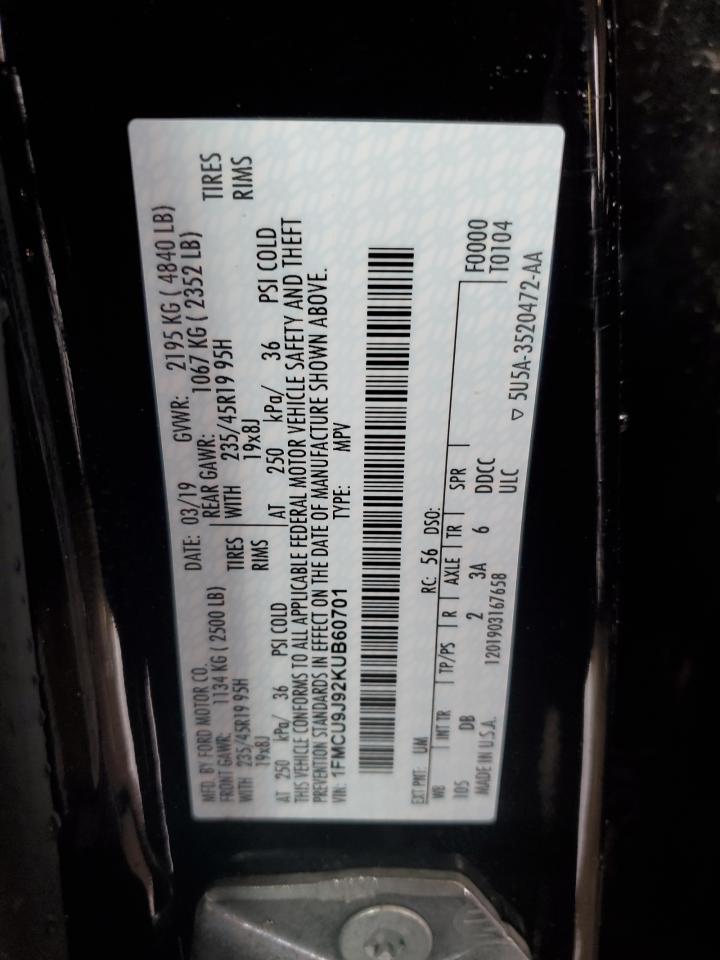 MFD. BY FORD MOTOR CO.
DATE: 03/19 GVWR: 2195 KG ( 4840 LB)
FRONT GAWR: 1134 KG ( 2500 LB) REAR GAWR: 1067 KG ( 2352 LB)
WITH 235/45R19 95H TIRES WITH 235/45R19 95H TIRES
19x8J RIMS 19x8J RIMS
AT 250 kPa/ 36 PSI COLD AT 250 kPa/ 36 PSI COLD
THIS VEHICLE CONFORMS TO ALL APPLICABLE FEDERAL MOTOR VEHICLE SAFETY AND THEFT
PREVENTION STANDARDS IN EFFECT ON THE DATE OF MANUFACTURE SHOWN ABOVE.
VIN: 1FMCU9J92KUB60701 TYPE: MPV
EXT PNT: UM RC: 56 DSO:
WB INT TR TP/PS R AXLE TR SPR F0000
105 DB 2 3A 6 DDCC T0104
MADE IN U.S.A. 1201903167658 ULC
▽ 5U5A-3520472-AA